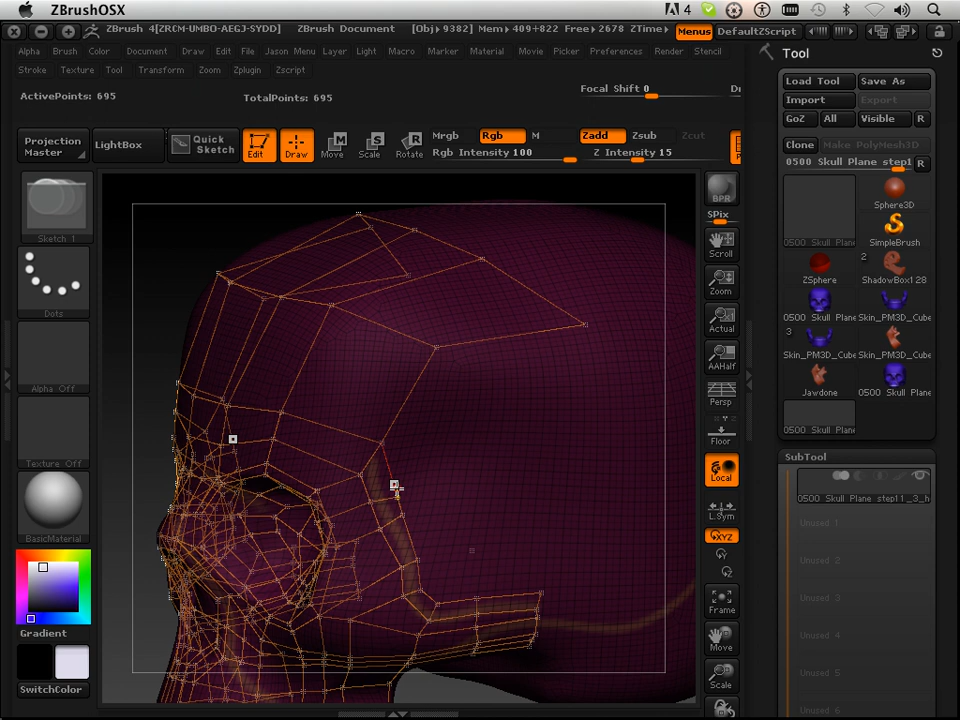 ZBrushOSX
4
ZBrush 4[ZRCM-UMBO-AEGJ-SYDD] ZBrush Document [Obj▸9382] [Mem▸409+822 Free▸2678 ZTime▸ Menus DefaultZScript
Alpha Brush Color Document Draw Edit File Jason Menu Layer Light Macro Marker Material Movie Picker Preferences Render Stencil
Stroke Texture Tool Transform Zoom Zplugin Zscript
ActivePoints: 695
TotalPoints: 695
Focal Shift 0
Projection Master
LightBox
Quick Sketch
Edit
Draw
Move
Scale
Rotate
Mrgb Rgb M
Rgb Intensity 100
Zadd Zsub Zcut
Z Intensity 15
Sketch 1
Dots
Alpha Off
Texture Off
BasicMaterial
Gradient
SwitchColor
BPR
SPix
Scroll
Zoom
Actual
AAHalf
Persp
Floor
Local
L.Sym
XYZ
Frame
Move
Scale
Tool
Load Tool Save As
Import Export
GoZ All Visible R
Clone Make PolyMesh3D
0500 Skull Plane step1 R
0500 Skull Plane
Sphere3D
SimpleBrush
ZSphere
2
ShadowBox128
0500 Skull Plane
Skin_PM3D_Cube
3
Skin_PM3D_Cube
Skin_PM3D_Cube
Jawdone
0500 Skull Plane
0500 Skull Plane
SubTool
0500 Skull Plane step11_3_h
Unused 1
Unused 2
Unused 3
Unused 4
Unused 5
Unused 6